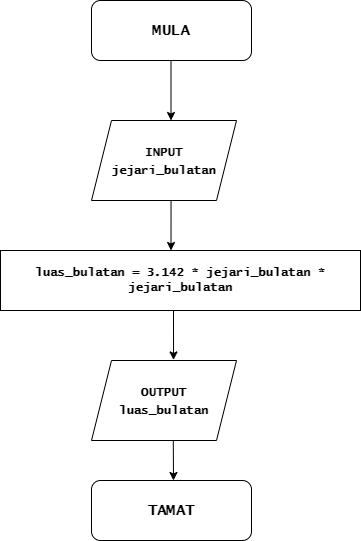 MULA
INPUT
jejari_bulatan
luas_bulatan = 3.142 * jejari_bulatan *
jejari_bulatan
OUTPUT
luas_bulatan
TAMAT